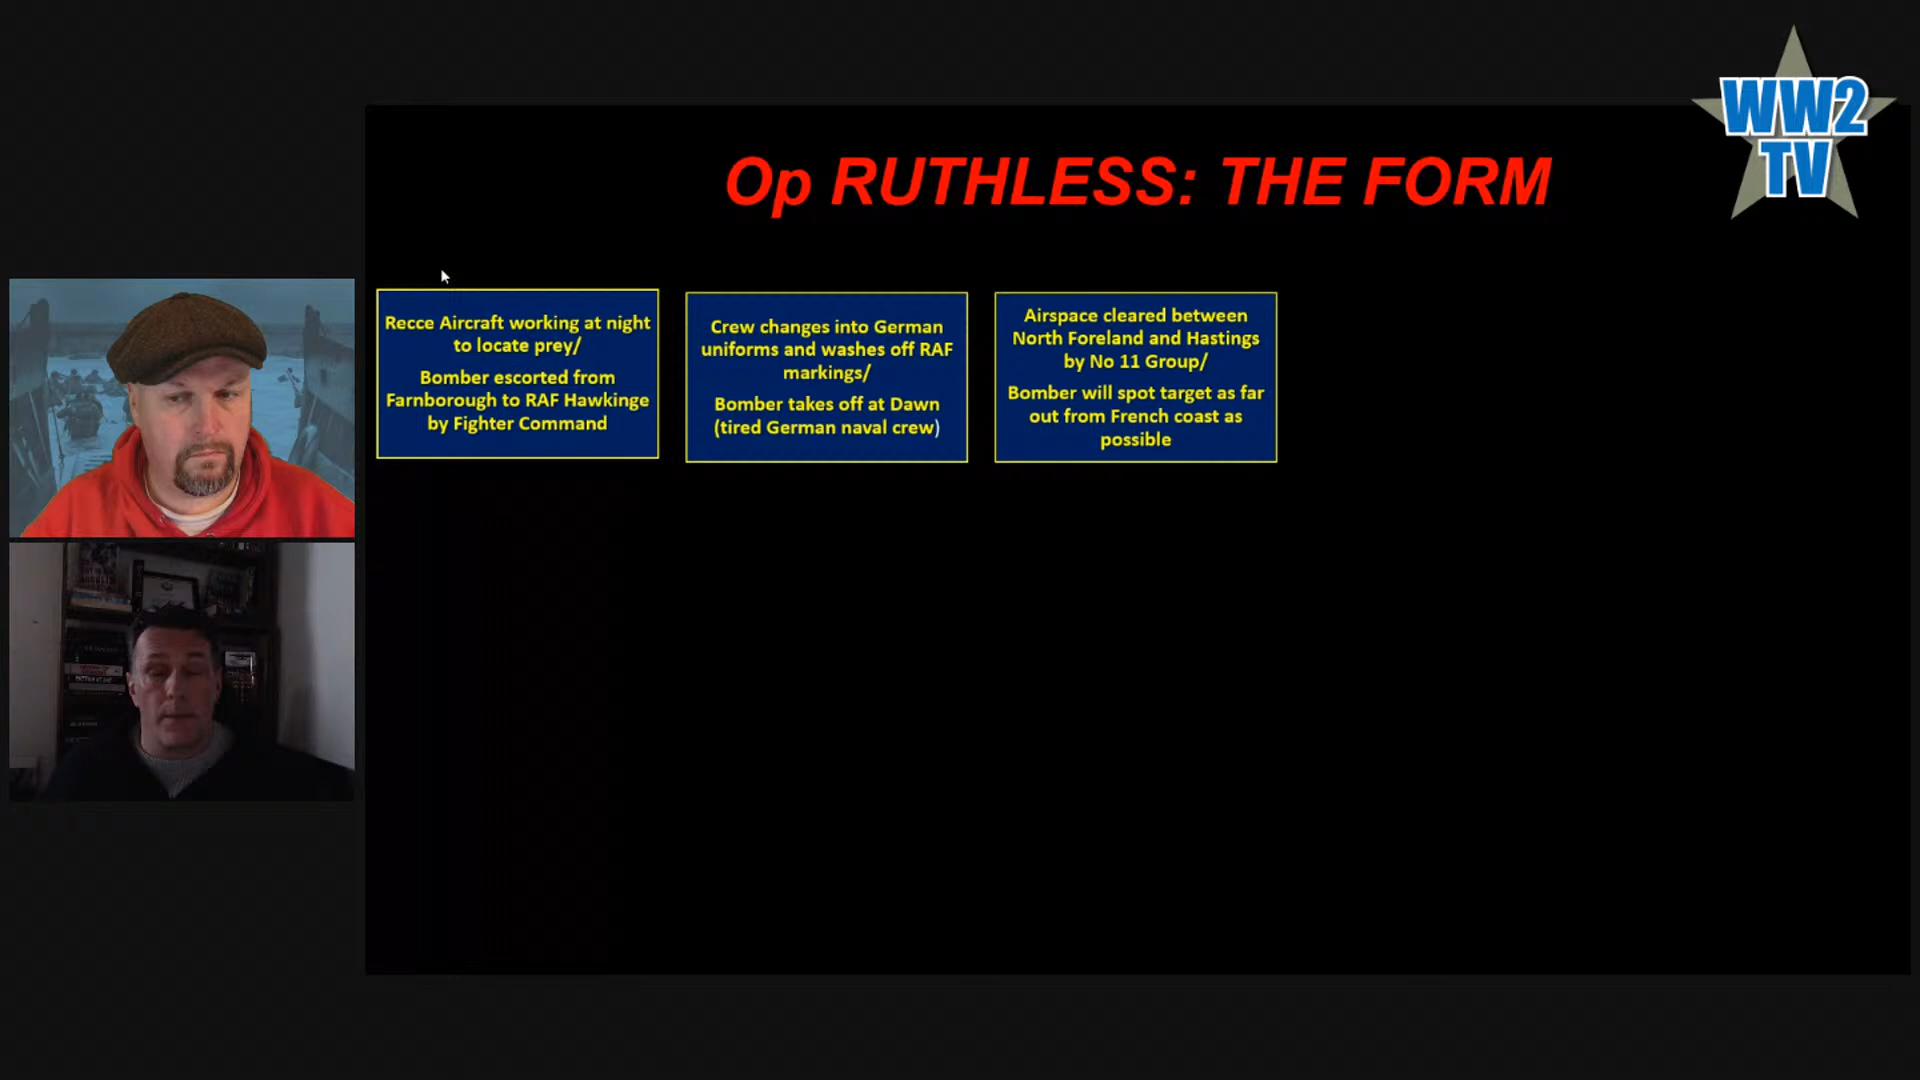 WW2
TV
Op RUTHLESS: THE FORM
Recce Aircraft working at night
to locate prey/
Bomber escorted from
Farnborough to RAF Hawkinge
by Fighter Command
Crew changes into German
uniforms and washes off RAF
markings/
Bomber takes off at Dawn
(tired German naval crew)
Airspace cleared between
North Foreland and Hastings
by No 11 Group/
Bomber will spot target as far
out from French coast as
possible